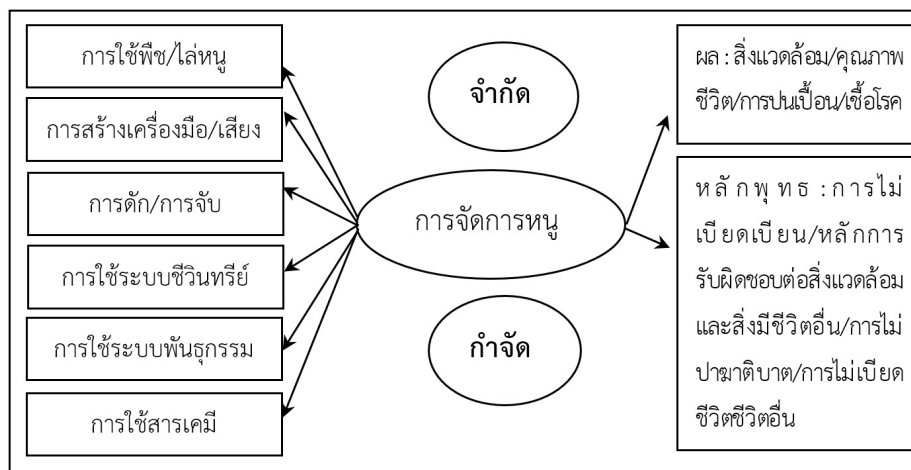 การใช้พืช/ไล่หนู
การสร้างเครื่องมือ/เสียง
การดัก/การจับ
การใช้ระบบชีวินทรีย์
การใช้ระบบพันธุกรรม
การใช้สารเคมี
จำกัด
การจัดการหนู
กำจัด
ผล : สิ่งแวดล้อม/คุณภาพ
ชีวิต/การปนเปื้อน/เชื้อโรค
หลักพุทธ : การไม่
เบียดเบียน/หลักการ
รับผิดชอบต่อสิ่งแวดล้อม
และสิ่งมีชีวิตอื่น/การไม่
ปาฆาติบาต/การไม่เบียด
ชีวิตชีวิตอื่น